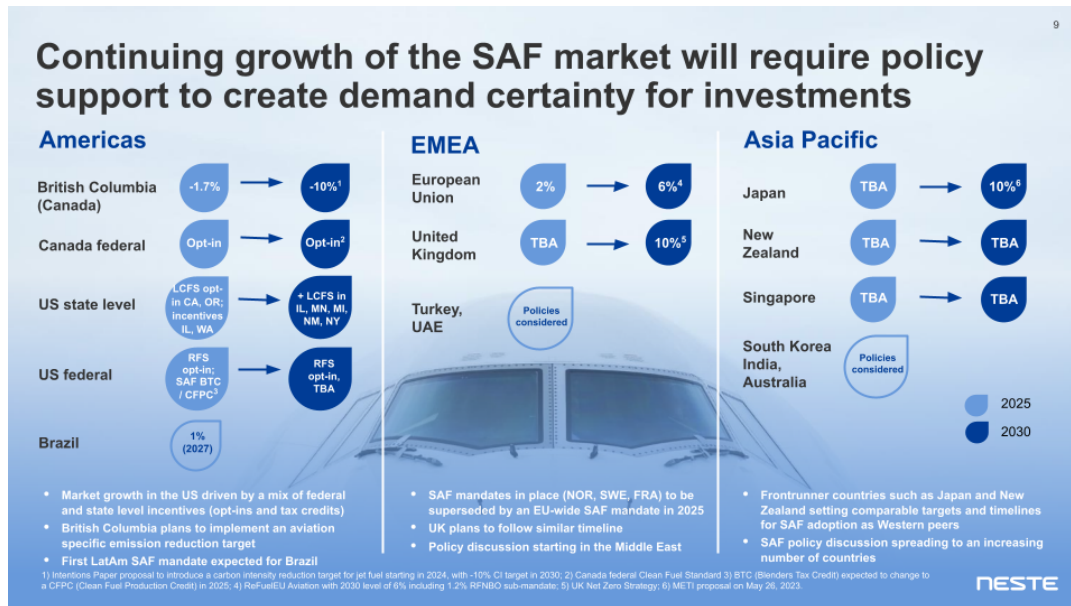 9
Continuing growth of the SAF market will require policy
support to create demand certainty for investments
Americas
British Columbia
(Canada)
-1.7%
-10%1
Canada federal
Opt-in
Opt-in2
US state level
LCFS opt-
in CA, OR;
incentives
IL, WA
+ LCFS in
IL, MN, MI,
NM, NY
US federal
RFS
opt-in;
SAF BTC
/ CFPC3
RFS
opt-in,
TBA
Brazil
1%
(2027)
• Market growth in the US driven by a mix of federal
and state level incentives (opt-ins and tax credits)
• British Columbia plans to implement an aviation
specific emission reduction target
• First LatAm SAF mandate expected for Brazil
EMEA
European
Union
2%
6%4
United
Kingdom
TBA
10%5
Turkey,
UAE
Policies
considered
• SAF mandates in place (NOR, SWE, FRA) to be
superseded by an EU-wide SAF mandate in 2025
• UK plans to follow similar timeline
• Policy discussion starting in the Middle East
Asia Pacific
Japan
TBA
10%6
New
Zealand
TBA
TBA
Singapore
TBA
TBA
South Korea
India,
Australia
Policies
considered
2025
2030
• Frontrunner countries such as Japan and New
Zealand setting comparable targets and timelines
for SAF adoption as Western peers
• SAF policy discussion spreading to an increasing
number of countries
1) Intentions Paper proposal to introduce a carbon intensity reduction target for jet fuel starting in 2024, with -10% CI target in 2030; 2) Canada federal Clean Fuel Standard 3) BTC (Blenders Tax Credit) expected to change to
a CFPC (Clean Fuel Production Credit) in 2025; 4) ReFuelEU Aviation with 2030 level of 6% including 1.2% RFNBO sub-mandate; 5) UK Net Zero Strategy; 6) METI proposal on May 26, 2023.
NESTE